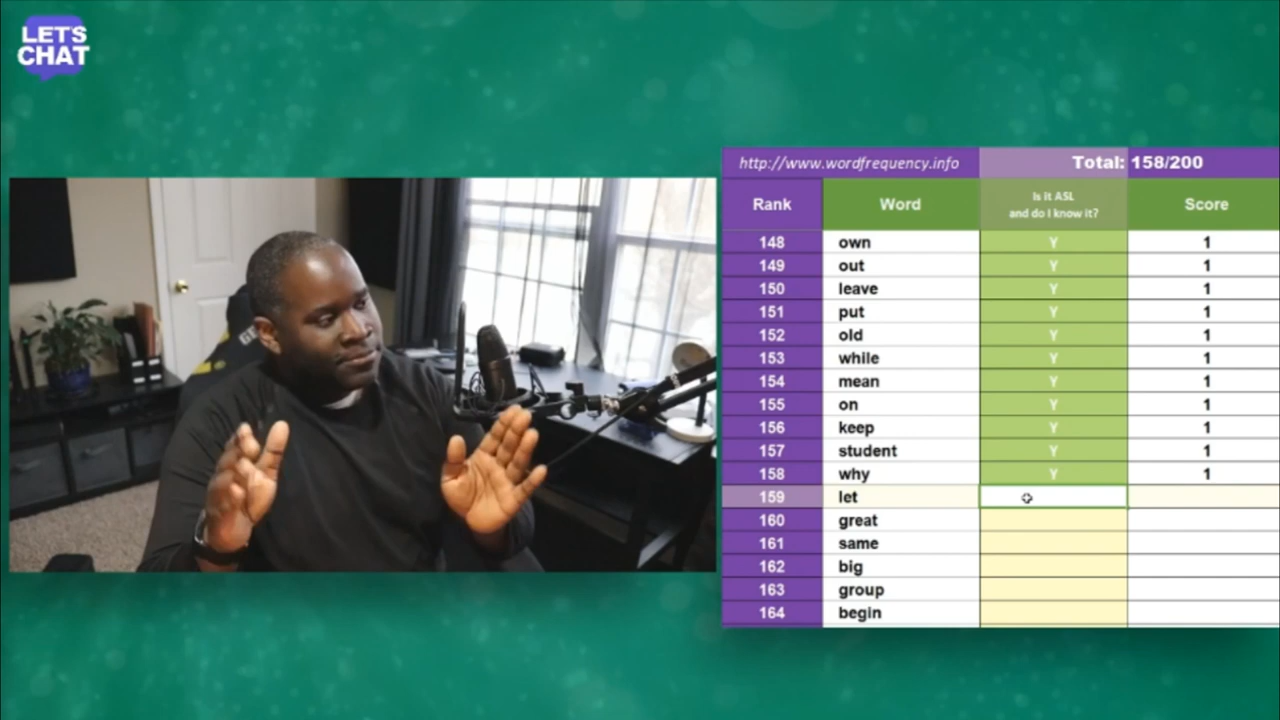 LET'S
CHAT
http://www.wordfrequency.info Total: 158/200
Rank Word Is it ASL and do I know it? Score
148 own Y 1
149 out Y 1
150 leave Y 1
151 put Y 1
152 old Y 1
153 while Y 1
154 mean Y 1
155 on Y 1
156 keep Y 1
157 student Y 1
158 why Y 1
159 let
160 great
161 same
162 big
163 group
164 begin